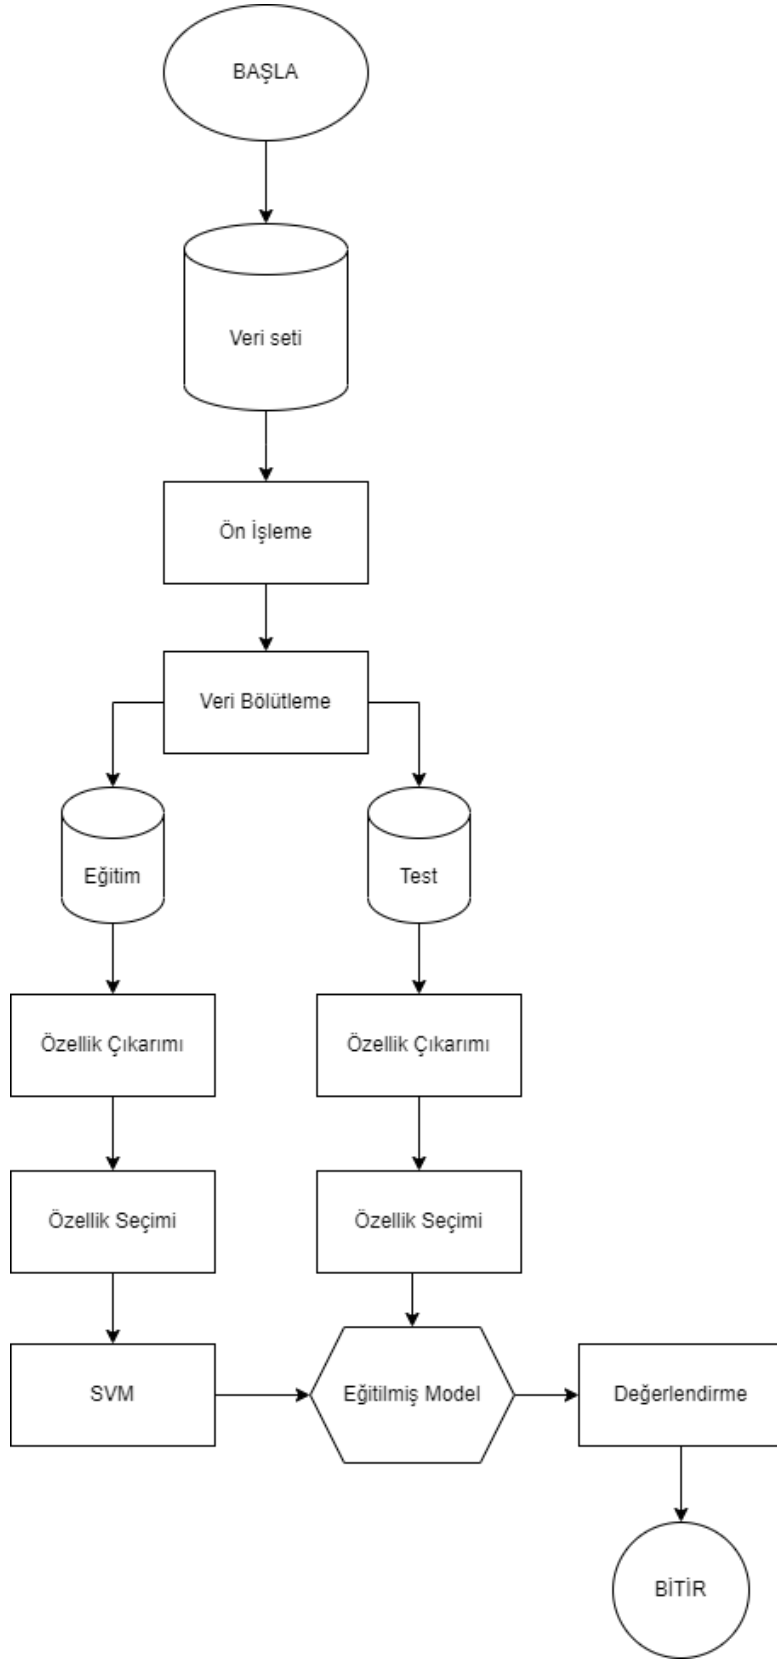 BAŞLA
Veri seti
Ön İşleme
Veri Bölütleme
Eğitim
Test
Özellik Çıkarımı
Özellik Çıkarımı
Özellik Seçimi
Özellik Seçimi
SVM
Eğitilmiş Model
Değerlendirme
BİTİR